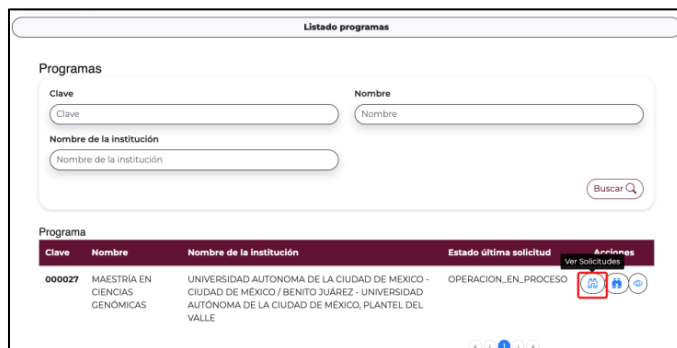 Listado programas
Programas
Clave Nombre
Clave Nombre
Nombre de la institución
Nombre de la institución
Buscar
Programa
Clave Nombre Nombre de la institución Estado última solicitud Acciones
Ver Solicitudes
000027 MAESTRÍA EN UNIVERSIDAD AUTONOMA DE LA CIUDAD DE MEXICO - OPERACION_EN_PROCESO
CIENCIAS CIUDAD DE MÉXICO / BENITO JUÁREZ - UNIVERSIDAD
GENÓMICAS AUTÓNOMA DE LA CIUDAD DE MÉXICO, PLANTEL DEL
VALLE
« ‹ 1 › »